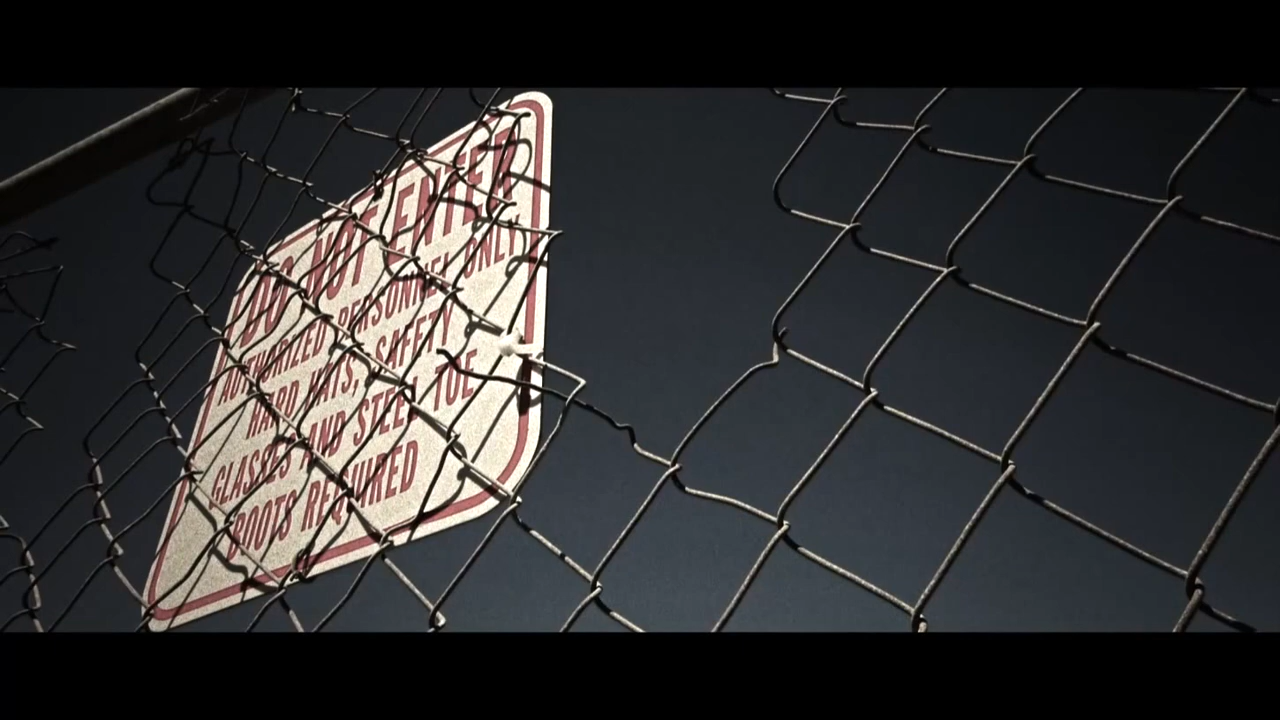 DO NOT ENTER
AUTHORIZED PERSONNEL ONLY
HARD HATS, SAFETY
GLASSES AND STEEL TOE
BOOTS REQUIRED